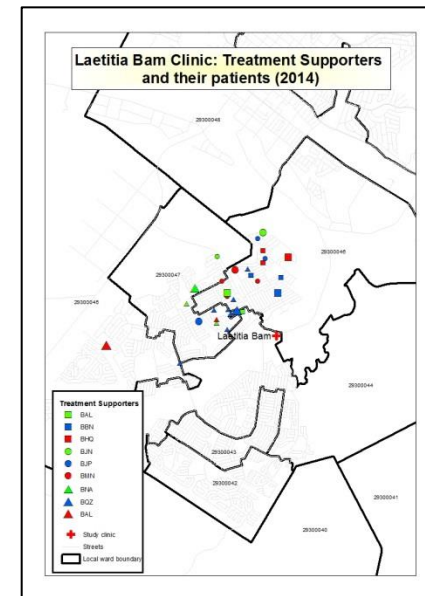 Laetitia Bam Clinic: Treatment Supporters
and their patients (2014)
29300048
29300046
29300047
29300045
Laetitia Bam
29300044
29300043
29300042
29300041
29300040
Treatment Supporters
BAL
BBN
BHQ
BJN
BJP
BMN
BNA
BQZ
BAL
Study clinic
Streets
Local ward boundary